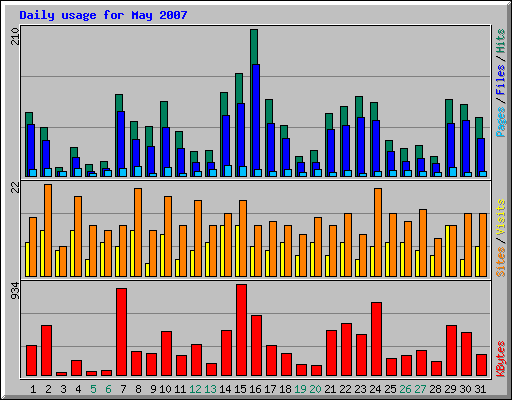 Daily usage for May 2007
210
Pages / Files / Hits
22
Sites / Visits
934
KBytes
1 2 3 4 5 6 7 8 9 10 11 12 13 14 15 16 17 18 19 20 21 22 23 24 25 26 27 28 29 30 31